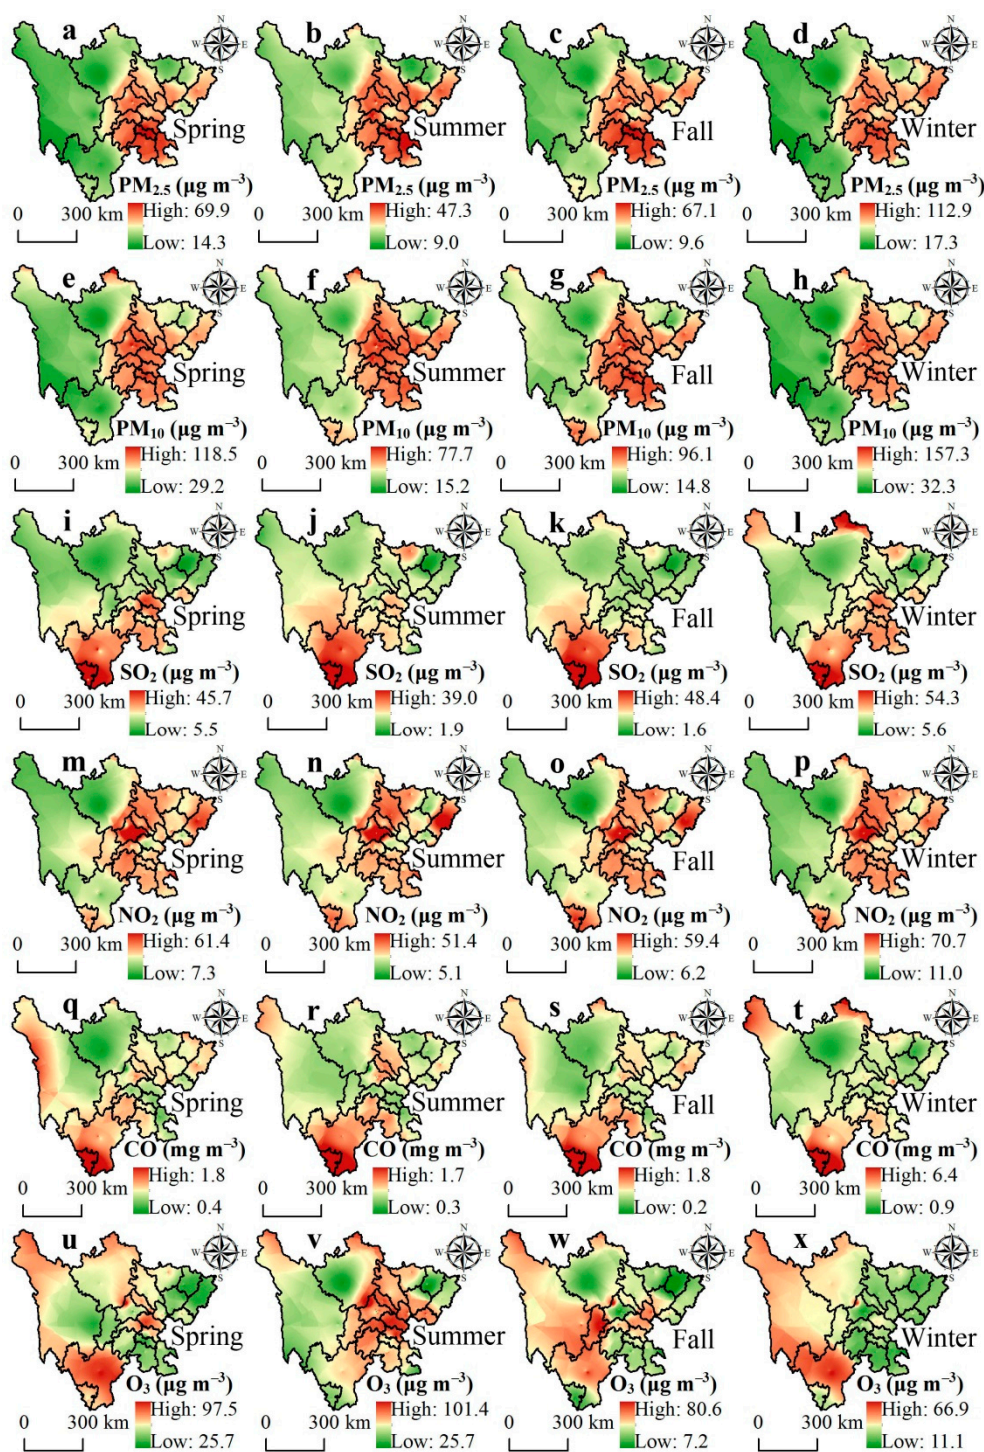 a b c d
N N N N
W E W E W E W E
S S S S
Spring Summer Fall Winter
PM2.5 (µg m−3) PM2.5 (µg m−3) PM2.5 (µg m−3) PM2.5 (µg m−3)
0 300 km High: 69.9 0 300 km High: 47.3 0 300 km High: 67.1 0 300 km High: 112.9
Low: 14.3 Low: 9.0 Low: 9.6 Low: 17.3
e f g h
N N N N
W E W E W E W E
S S S S
Spring Summer Fall Winter
PM10 (µg m−3) PM10 (µg m−3) PM10 (µg m−3) PM10 (µg m−3)
0 300 km High: 118.5 0 300 km High: 77.7 0 300 km High: 96.1 0 300 km High: 157.3
Low: 29.2 Low: 15.2 Low: 14.8 Low: 32.3
i j k l
N N N N
W E W E W E W E
S S S S
Spring Summer Fall Winter
SO2 (µg m−3) SO2 (µg m−3) SO2 (µg m−3) SO2 (µg m−3)
0 300 km High: 45.7 0 300 km High: 39.0 0 300 km High: 48.4 0 300 km High: 54.3
Low: 5.5 Low: 1.9 Low: 1.6 Low: 5.6
m n o p
N N N N
W E W E W E W E
S S S S
Spring Summer Fall Winter
NO2 (µg m−3) NO2 (µg m−3) NO2 (µg m−3) NO2 (µg m−3)
0 300 km High: 61.4 0 300 km High: 51.4 0 300 km High: 59.4 0 300 km High: 70.7
Low: 7.3 Low: 5.1 Low: 6.2 Low: 11.0
q r s t
N N N N
W E W E W E W E
S S S S
Spring Summer Fall Winter
CO (mg m−3) CO (mg m−3) CO (mg m−3) CO (mg m−3)
0 300 km High: 1.8 0 300 km High: 1.7 0 300 km High: 1.8 0 300 km High: 6.4
Low: 0.4 Low: 0.3 Low: 0.2 Low: 0.9
u v w x
N N N N
W E W E W E W E
S S S S
Spring Summer Fall Winter
O3 (µg m−3) O3 (µg m−3) O3 (µg m−3) O3 (µg m−3)
0 300 km High: 97.5 0 300 km High: 101.4 0 300 km High: 80.6 0 300 km High: 66.9
Low: 25.7 Low: 25.7 Low: 7.2 Low: 11.1